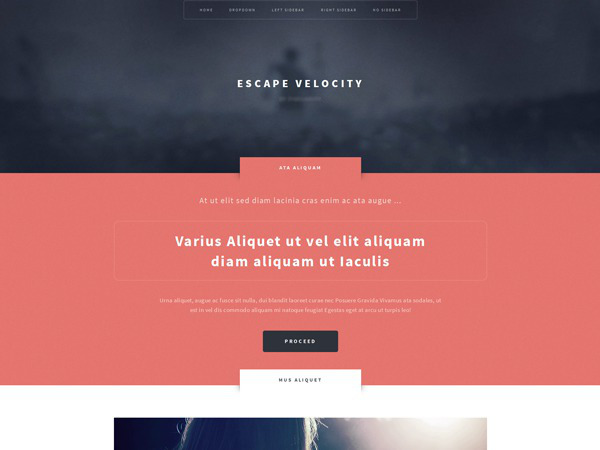 HOME DROPDOWN LEFT SIDEBAR RIGHT SIDEBAR NO SIDEBAR
ESCAPE VELOCITY
ATA ALIQUAM
At ut elit sed diam lacinia cras enim ac ata augue ...
Varius Aliquet ut vel elit aliquam
diam aliquam ut Iaculis
Urna aliquet, augue ac lusce sit nulla, dui blandit laoreet curae nec Posuere Gravida Vivamus ata sodales, ut
est in vel dis commodo aliquam mi natoque feugiat Egestas eget at arcu ut turpis leo!
PROCEED
MUS ALIQUET